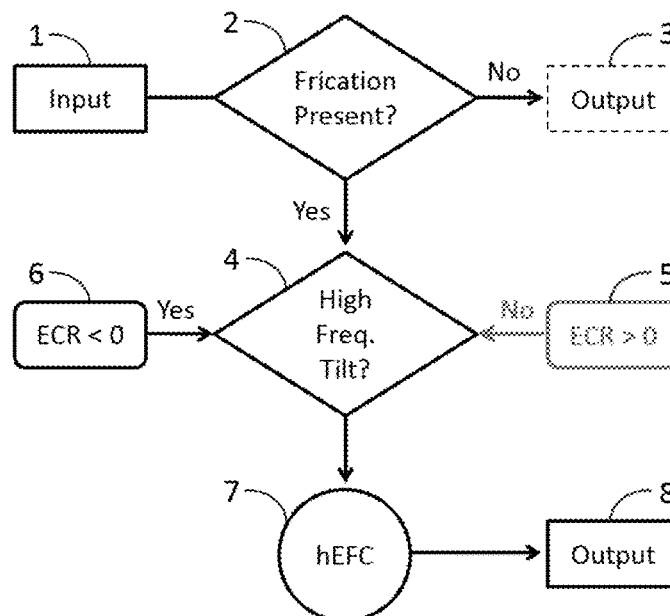 1
2
3
Input
Frication
Present?
No
Output
Yes
6
4
5
ECR < 0
Yes
High
Freq.
Tilt?
No
ECR > 0
7
8
hEFC
Output